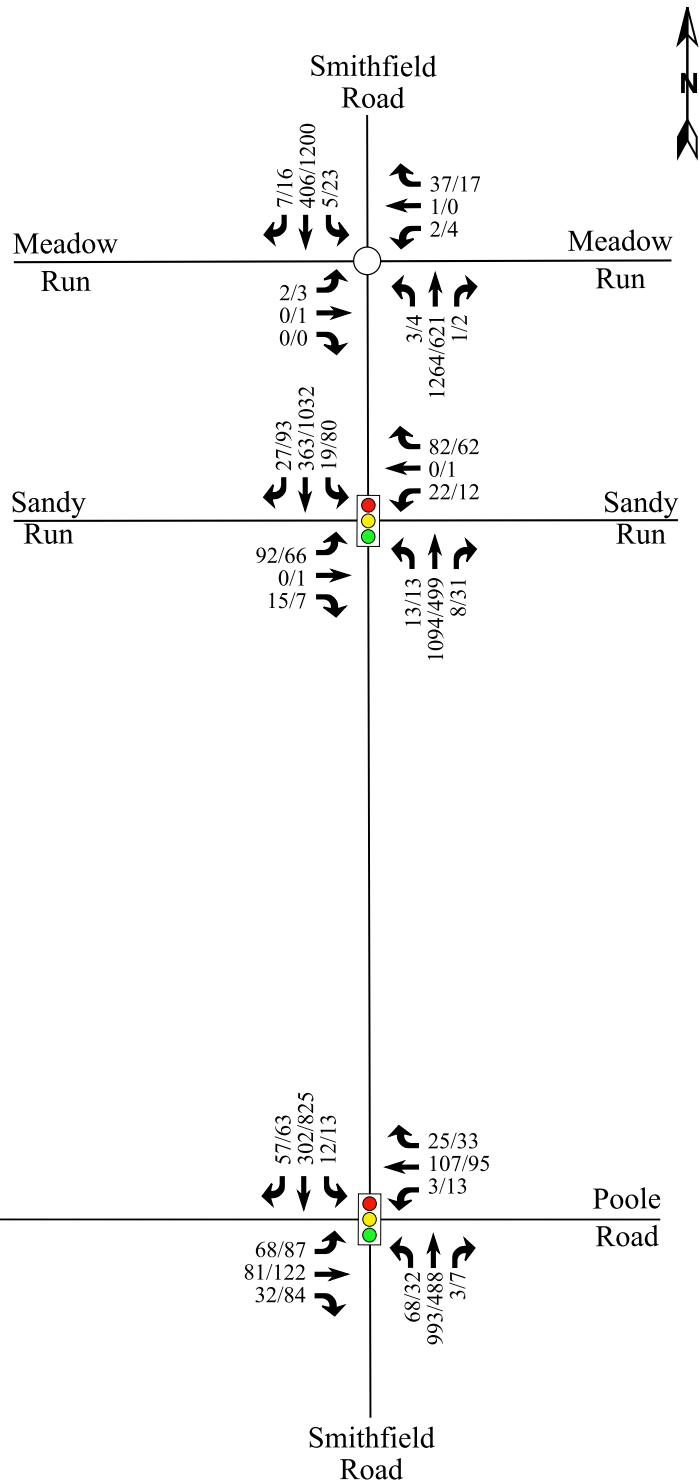 Smithfield
Road
N
7/16
406/1200
5/23
37/17
1/0
2/4
Meadow
Run
Meadow
Run
2/3
0/1
0/0
3/4
1264/621
1/2
27/93
363/1032
19/80
82/62
0/1
22/12
Sandy
Run
Sandy
Run
92/66
0/1
15/7
13/13
1094/499
8/31
57/63
302/825
12/13
25/33
107/95
3/13
Poole
Road
68/87
81/122
32/84
68/32
993/488
3/7
Smithfield
Road